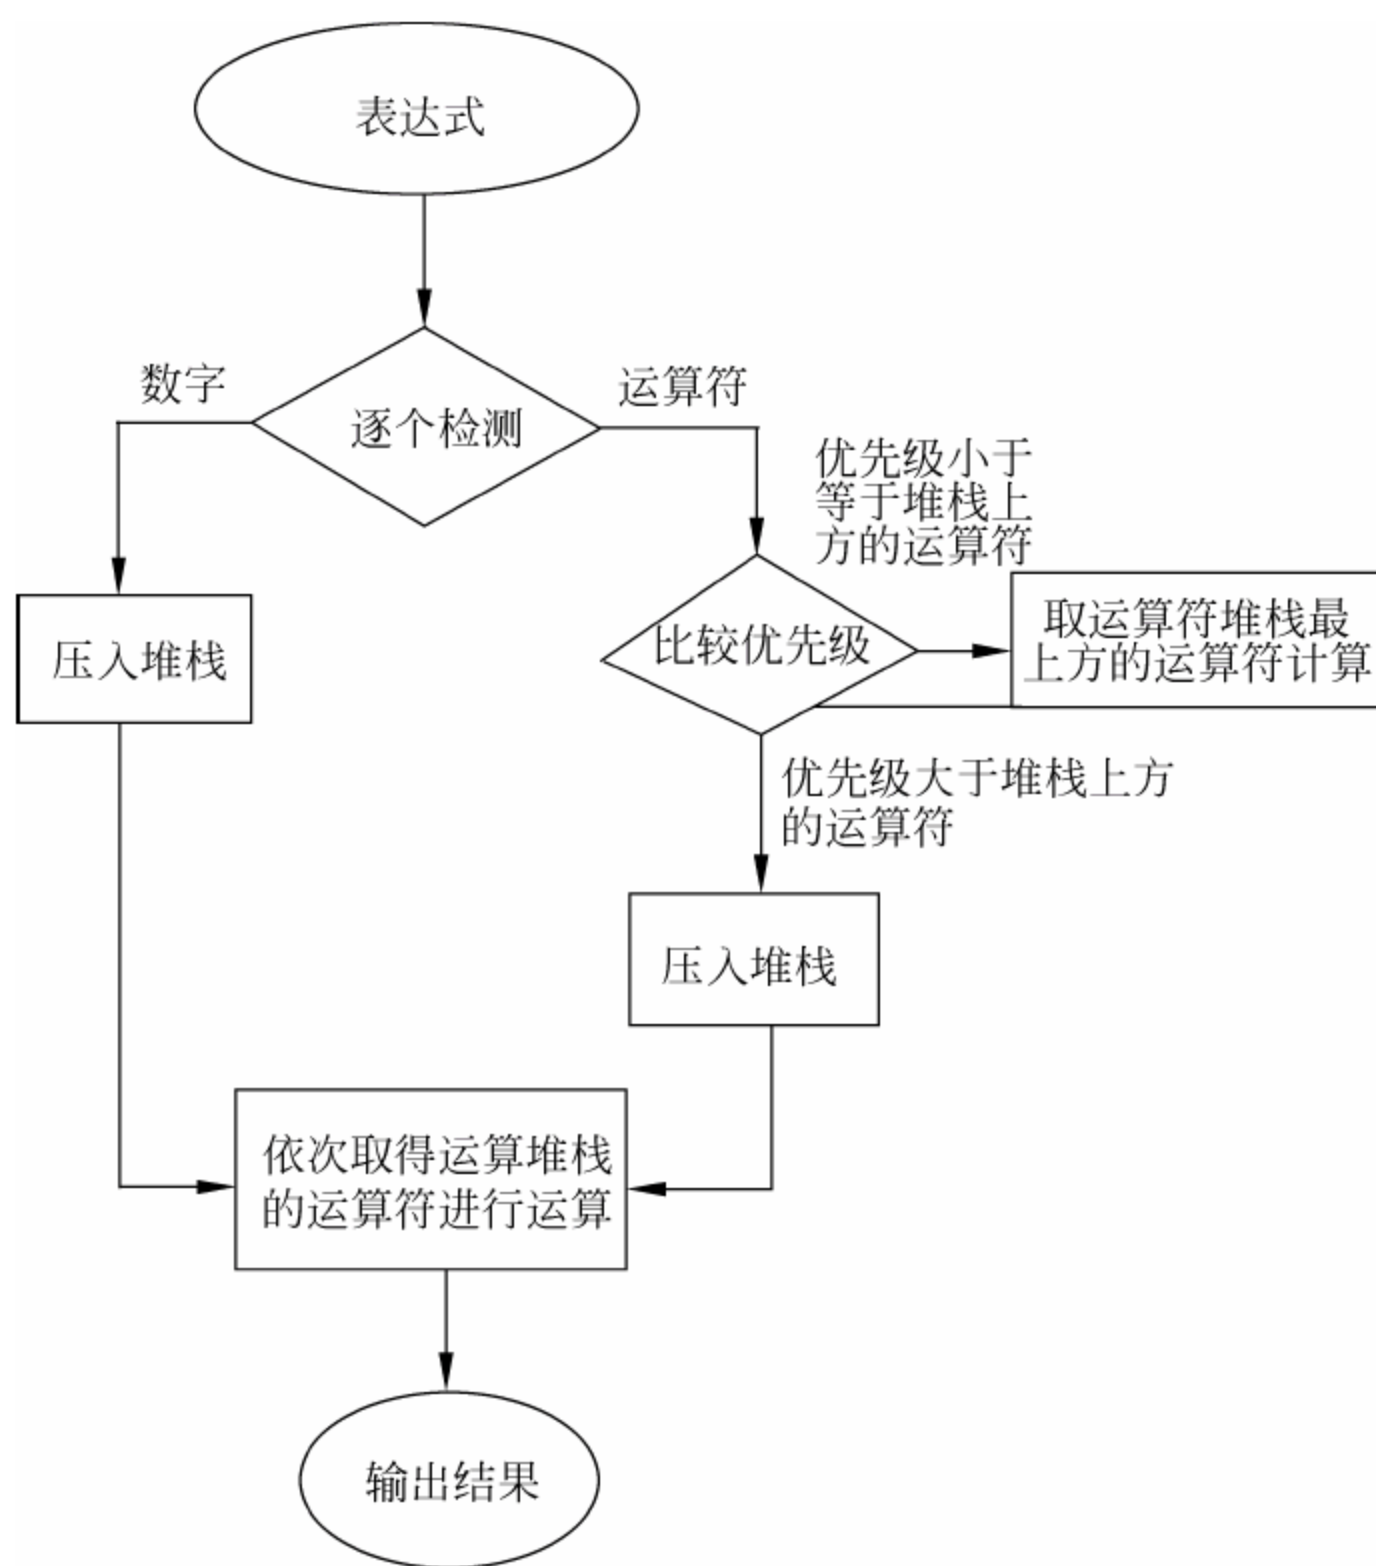 表达式
数字
运算符
逐个检测
优先级小于
等于堆栈上
方的运算符
压入堆栈
比较优先级
取运算符堆栈最
上方的运算符计算
优先级大于堆栈上方
的运算符
压入堆栈
依次取得运算堆栈
的运算符进行运算
输出结果